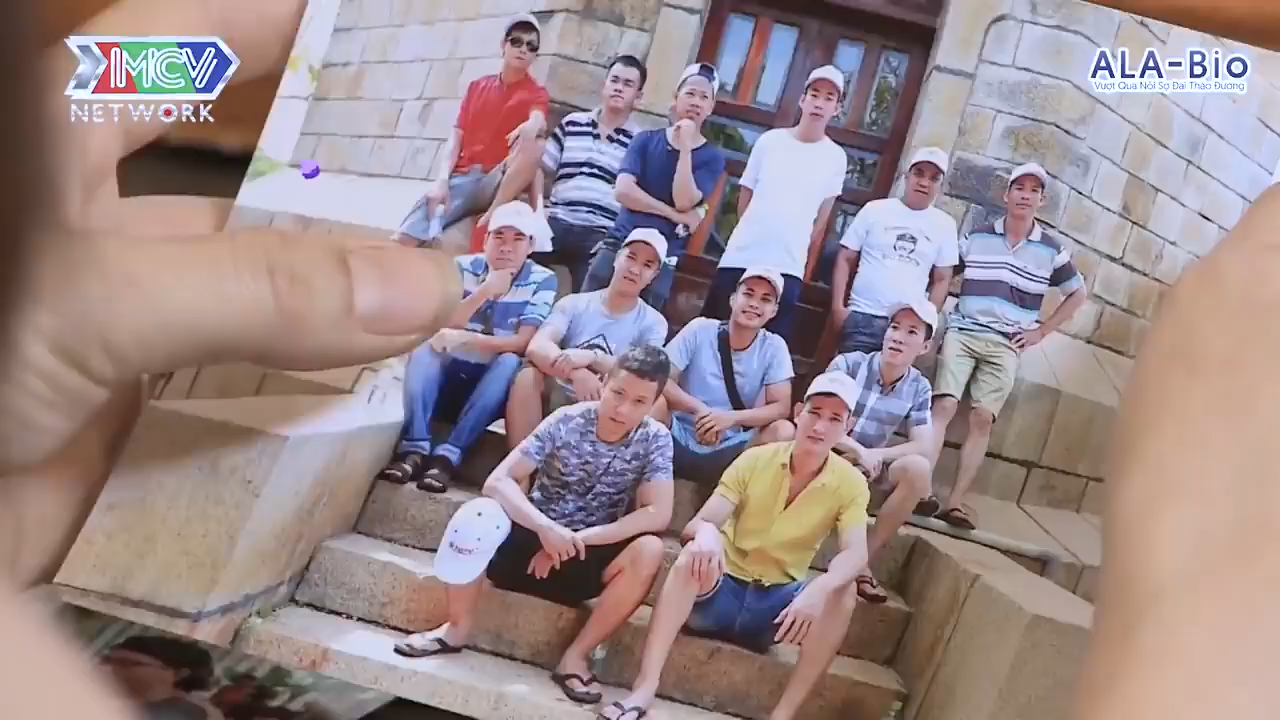 MCV
NETWORK
ALA-Bio
Vượt Qua Nỗi Sợ Đái Tháo Đường